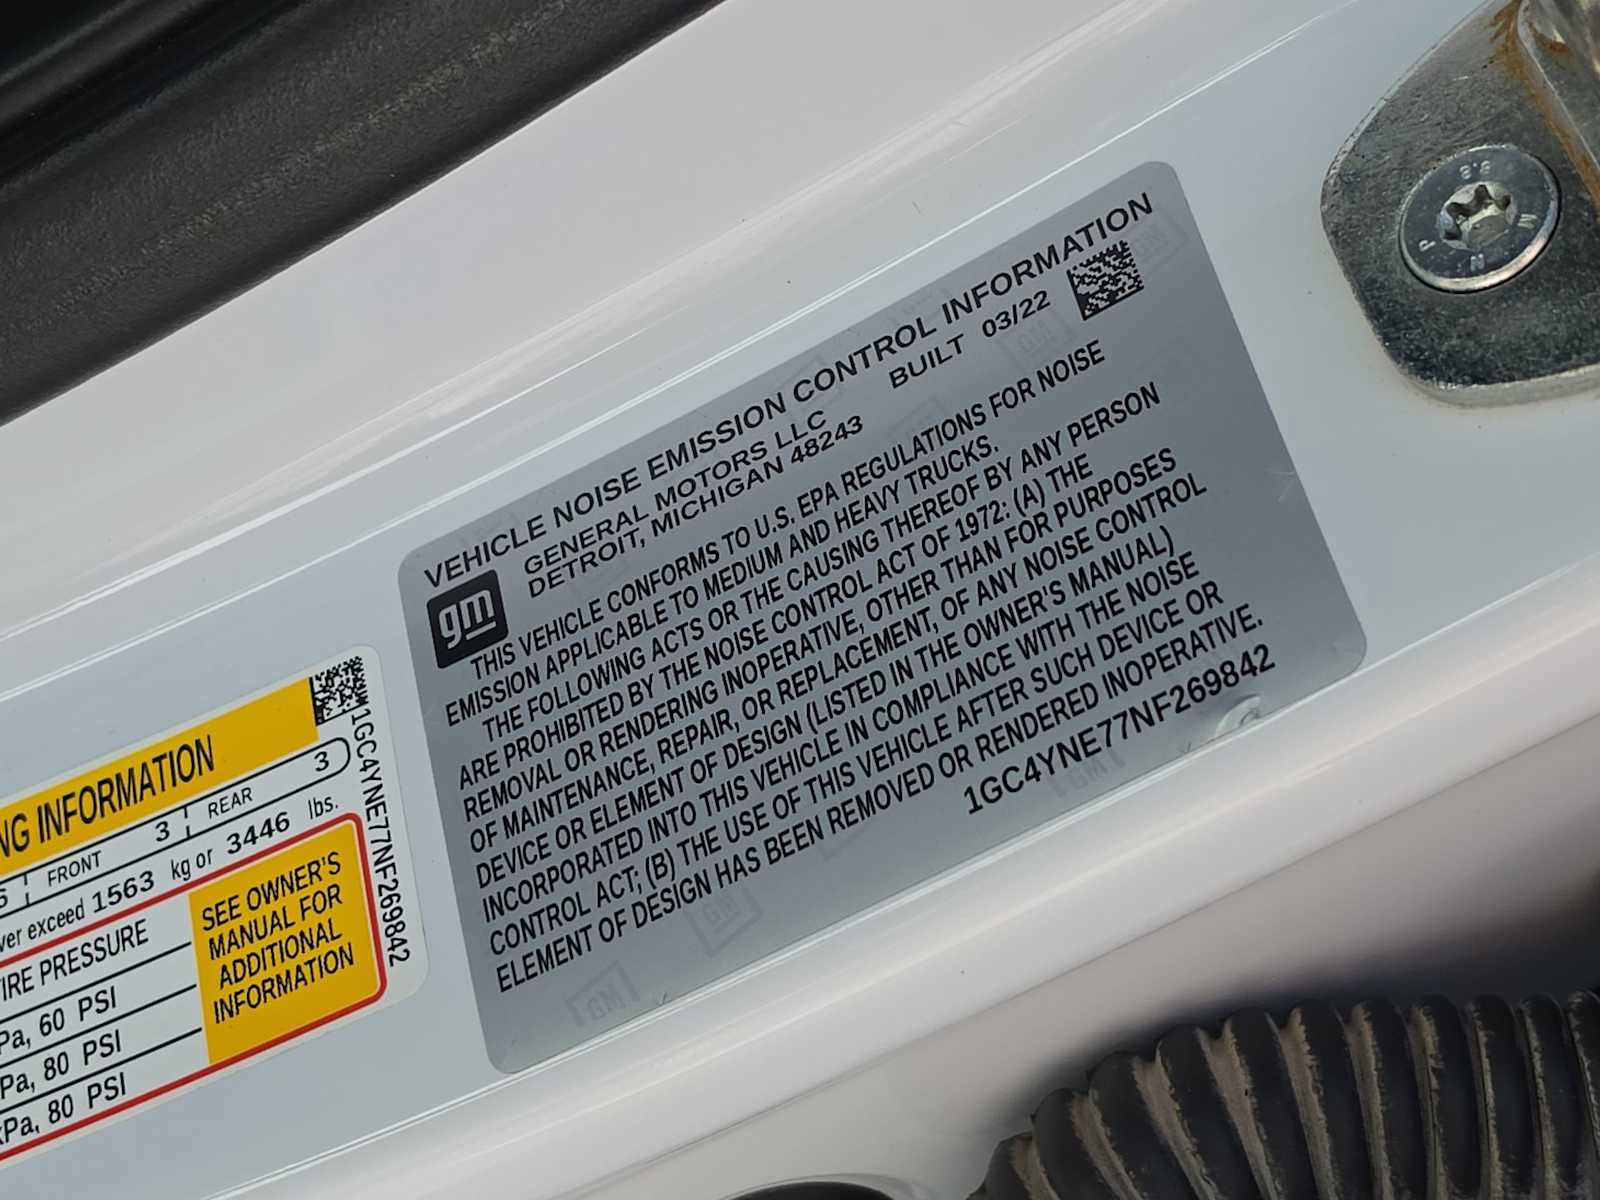 VEHICLE NOISE EMISSION CONTROL INFORMATION
gm
GENERAL MOTORS LLC
DETROIT, MICHIGAN 48243
BUILT 03/22
THIS VEHICLE CONFORMS TO U.S. EPA REGULATIONS FOR NOISE
EMISSION APPLICABLE TO MEDIUM AND HEAVY TRUCKS.
THE FOLLOWING ACTS OR THE CAUSING THEREOF BY ANY PERSON
ARE PROHIBITED BY THE NOISE CONTROL ACT OF 1972: (A) THE
REMOVAL OR RENDERING INOPERATIVE, OTHER THAN FOR PURPOSES
OF MAINTENANCE, REPAIR, OR REPLACEMENT, OF ANY NOISE CONTROL
DEVICE OR ELEMENT OF DESIGN (LISTED IN THE OWNER'S MANUAL)
INCORPORATED INTO THIS VEHICLE IN COMPLIANCE WITH THE NOISE
CONTROL ACT; (B) THE USE OF THIS VEHICLE AFTER SUCH DEVICE OR
ELEMENT OF DESIGN HAS BEEN REMOVED OR RENDERED INOPERATIVE.
1GC4YNE77NF269842
NG INFORMATION
FRONT 3 REAR 3
ver exceed 1563 kg or 3446 lbs.
TIRE PRESSURE
Pa, 60 PSI
Pa, 80 PSI
kPa, 80 PSI
SEE OWNER'S
MANUAL FOR
ADDITIONAL
INFORMATION
1GC4YNE77NF269842